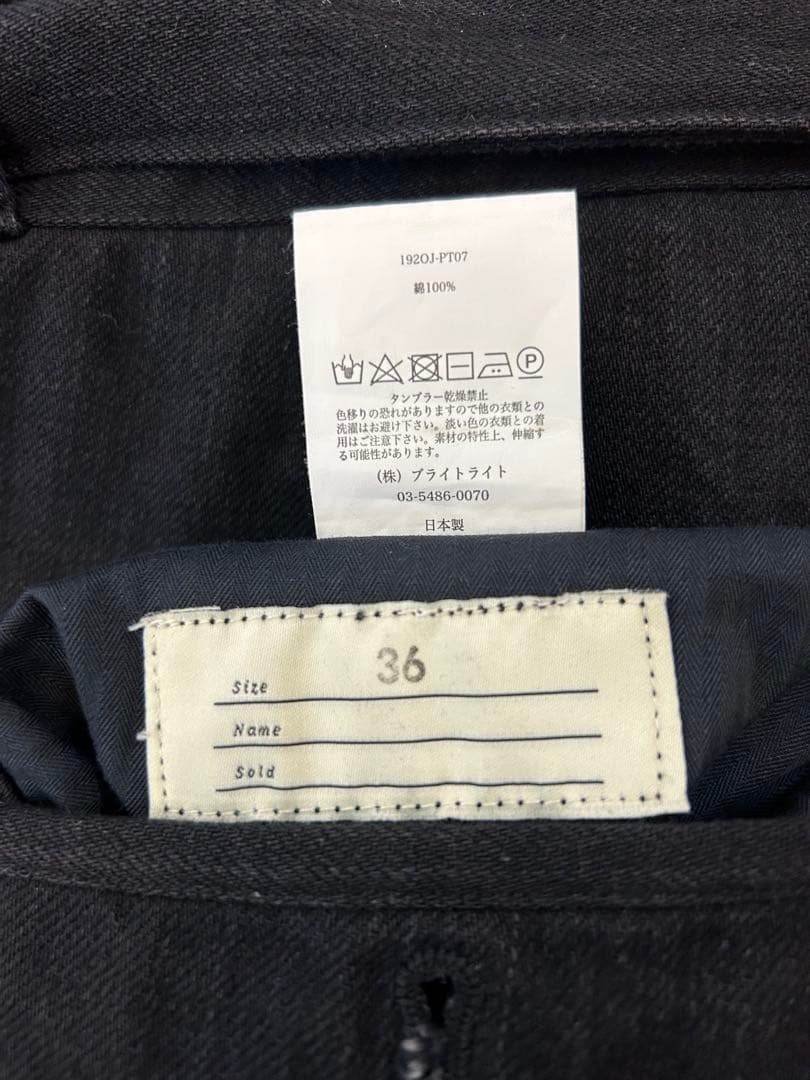 192OJ-PT07
綿100%
P
タンブラー乾燥禁止
色移りの恐れがありますので他の衣類との
洗濯はお避け下さい。淡い色の衣類との着
用はご注意下さい。素材の特性上、伸縮す
る可能性があります。
（株）ブライトライト
03-5486-0070
日本製
Size 36
Name
Sold